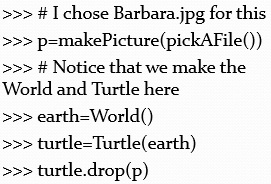 >>> # I chose Barbara.jpg for this
>>> p=makePicture(pickAFile())
>>> # Notice that we make the
World and Turtle here
>>> earth=World()
>>> turtle=Turtle(earth)
>>> turtle.drop(p)